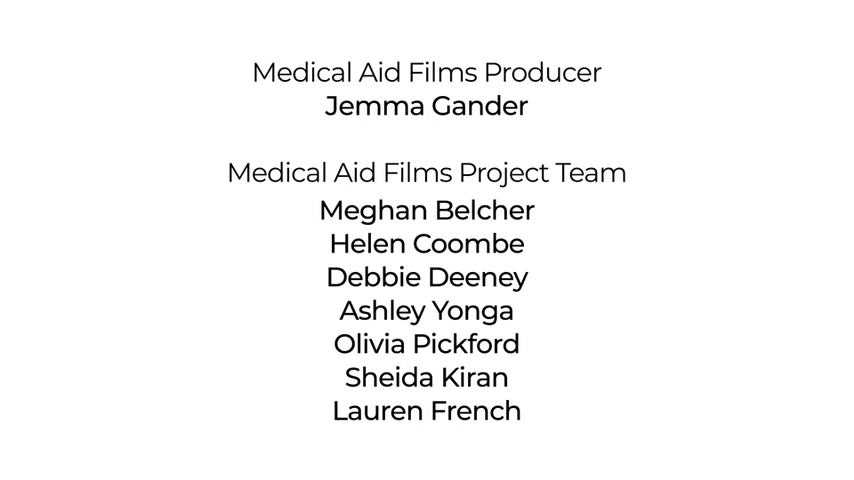 Medical Aid Films Producer
Jemma Gander
Medical Aid Films Project Team
Meghan Belcher
Helen Coombe
Debbie Deeney
Ashley Yonga
Olivia Pickford
Sheida Kiran
Lauren French